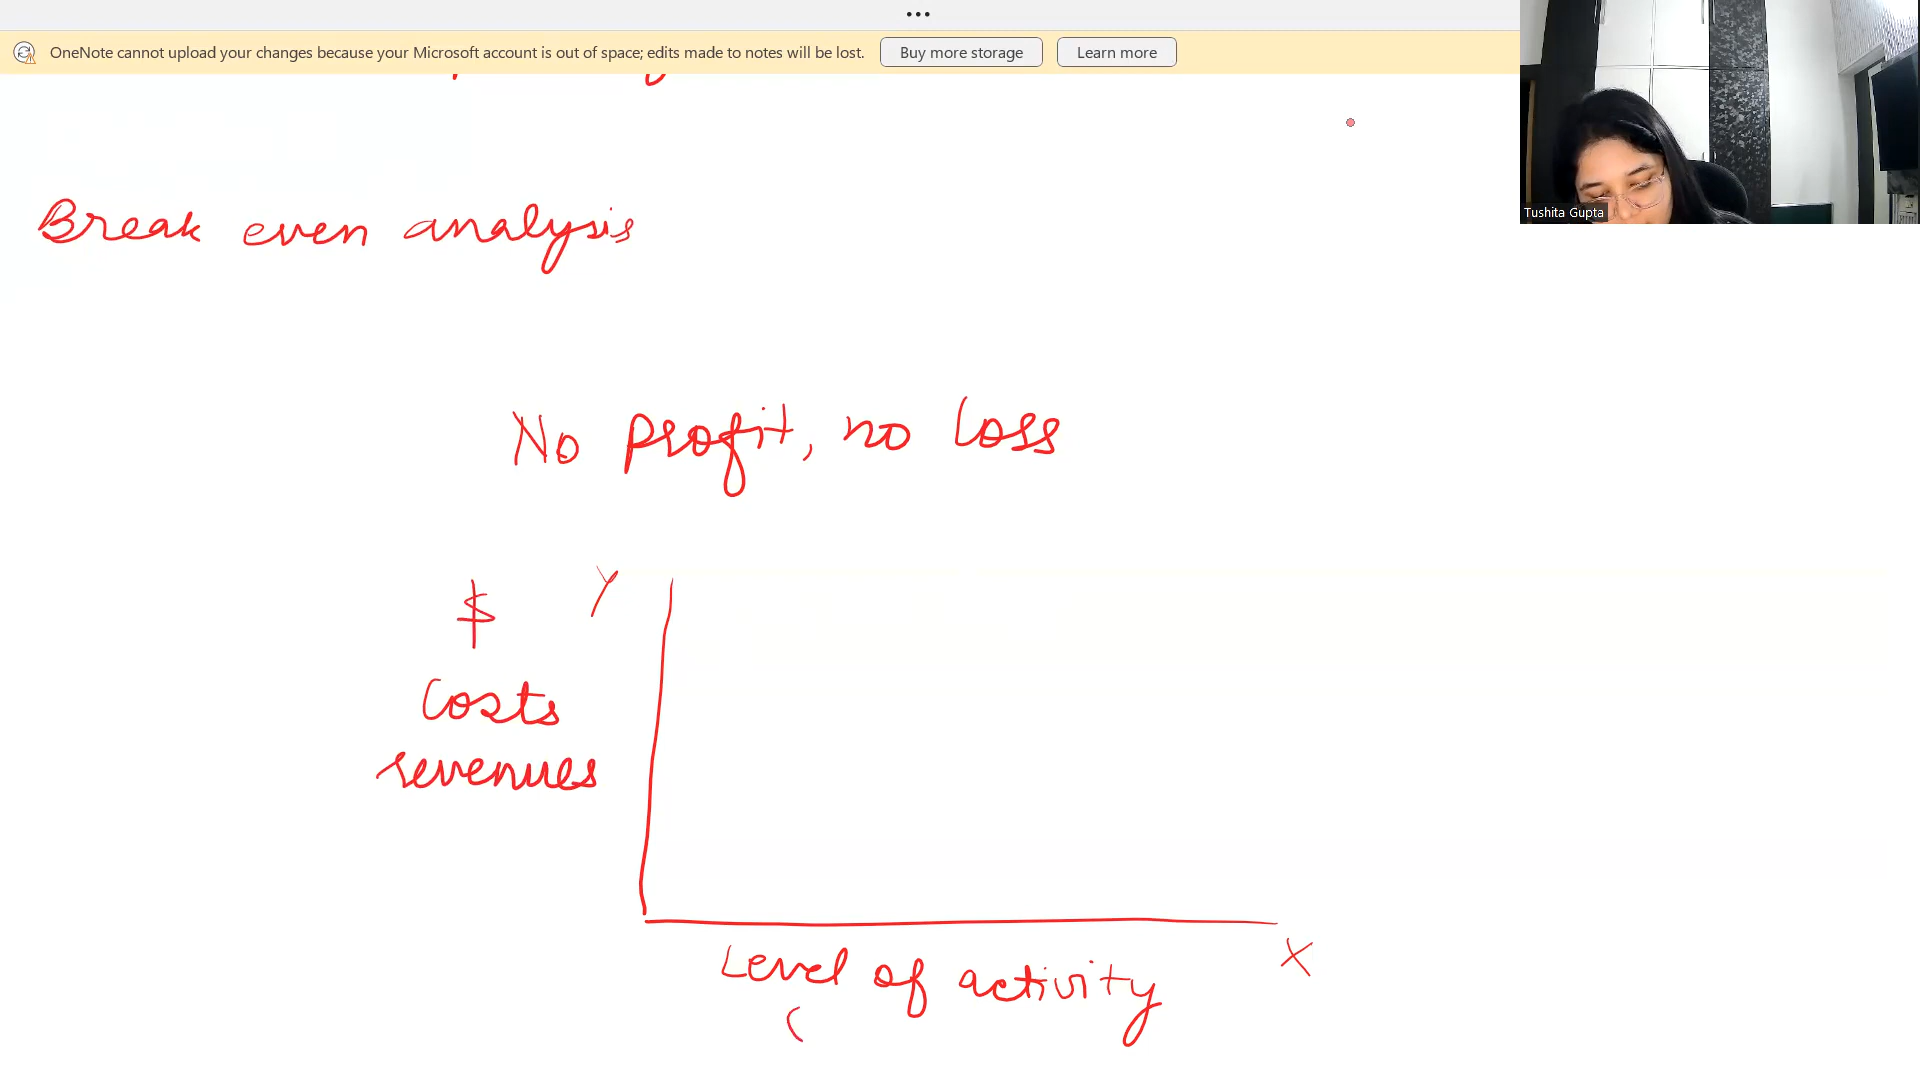 OneNote cannot upload your changes because your Microsoft account is out of space; edits made to notes will be lost. Buy more storage Learn more
Tushita Gupta
Break even analysis
No profit, no loss
$ Y
Costs
revenues
Level of activity X
(